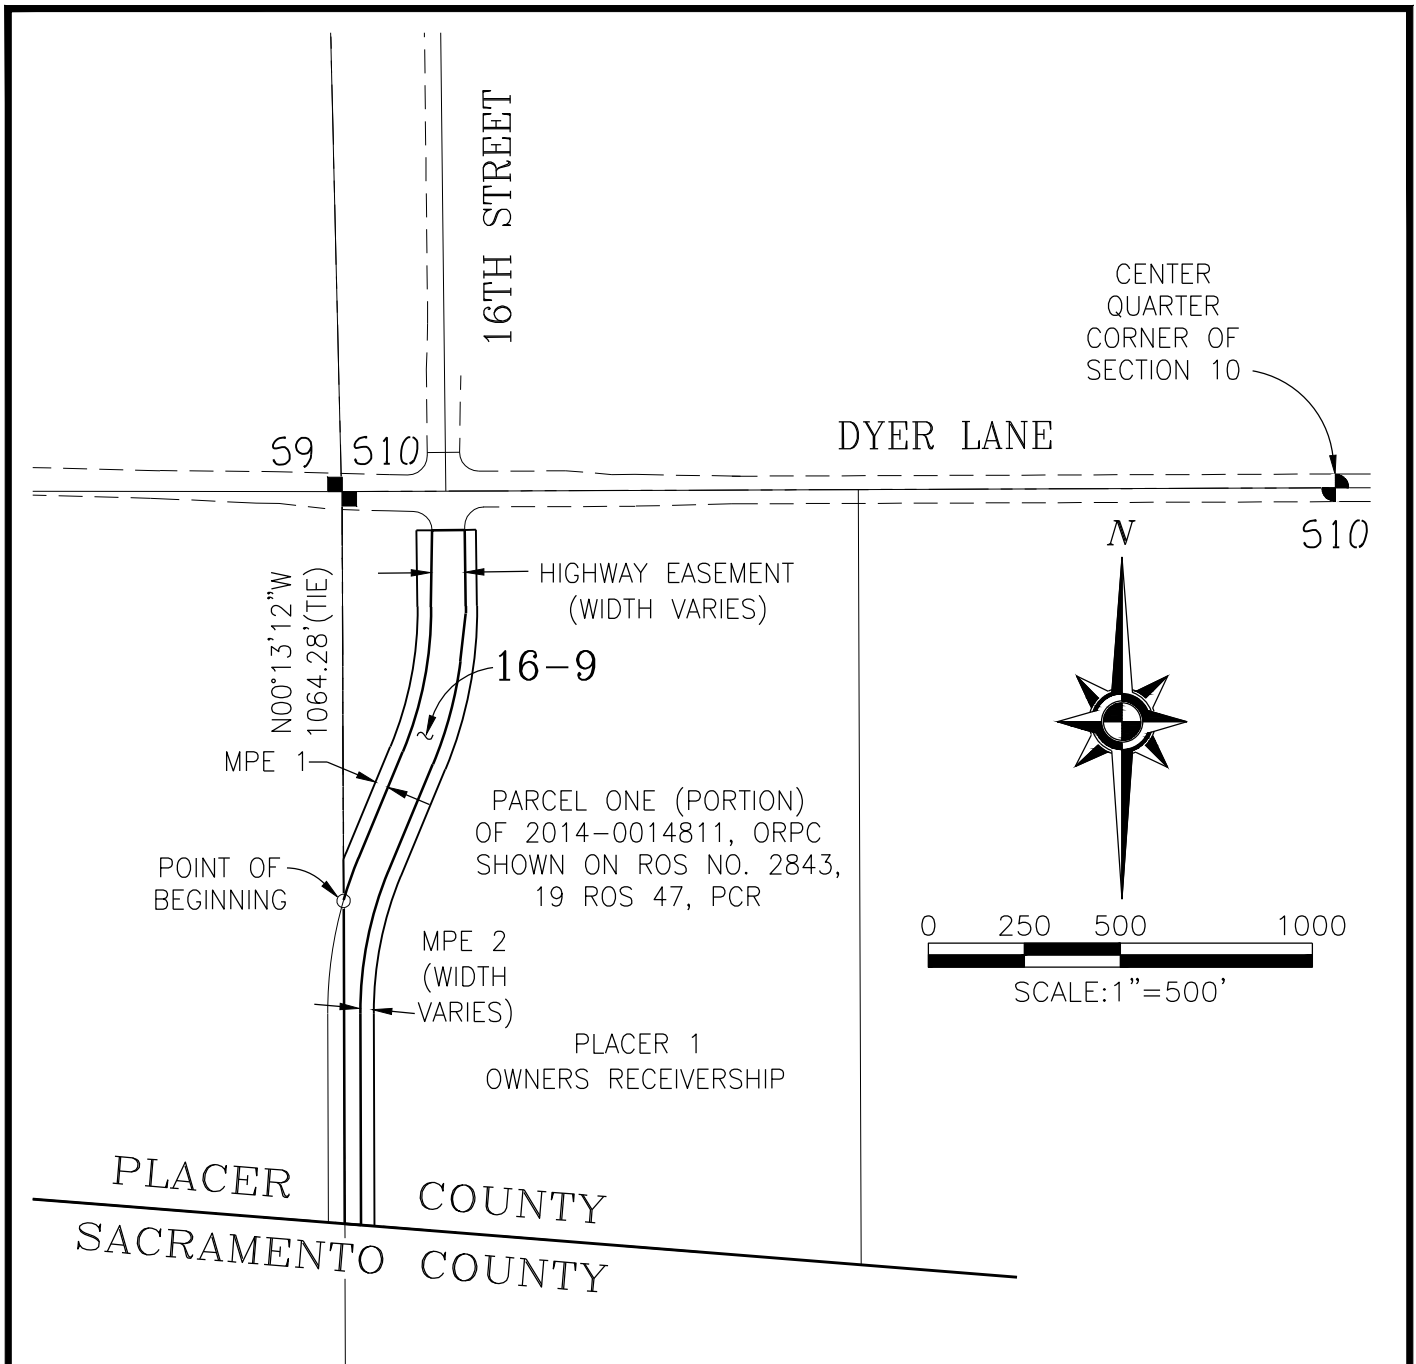 16TH STREET
CENTER
QUARTER
CORNER OF
SECTION 10
DYER LANE
S9
S10
S10
N
HIGHWAY EASEMENT
(WIDTH VARIES)
N00°13'12"W
1064.28'(TIE)
16-9
MPE 1
PARCEL ONE (PORTION)
OF 2014-0014811, ORPC
SHOWN ON ROS NO. 2843,
19 ROS 47, PCR
POINT OF
BEGINNING
0 250 500 1000
SCALE:1"=500'
MPE 2
(WIDTH
VARIES)
PLACER 1
OWNERS RECEIVERSHIP
PLACER COUNTY
SACRAMENTO COUNTY